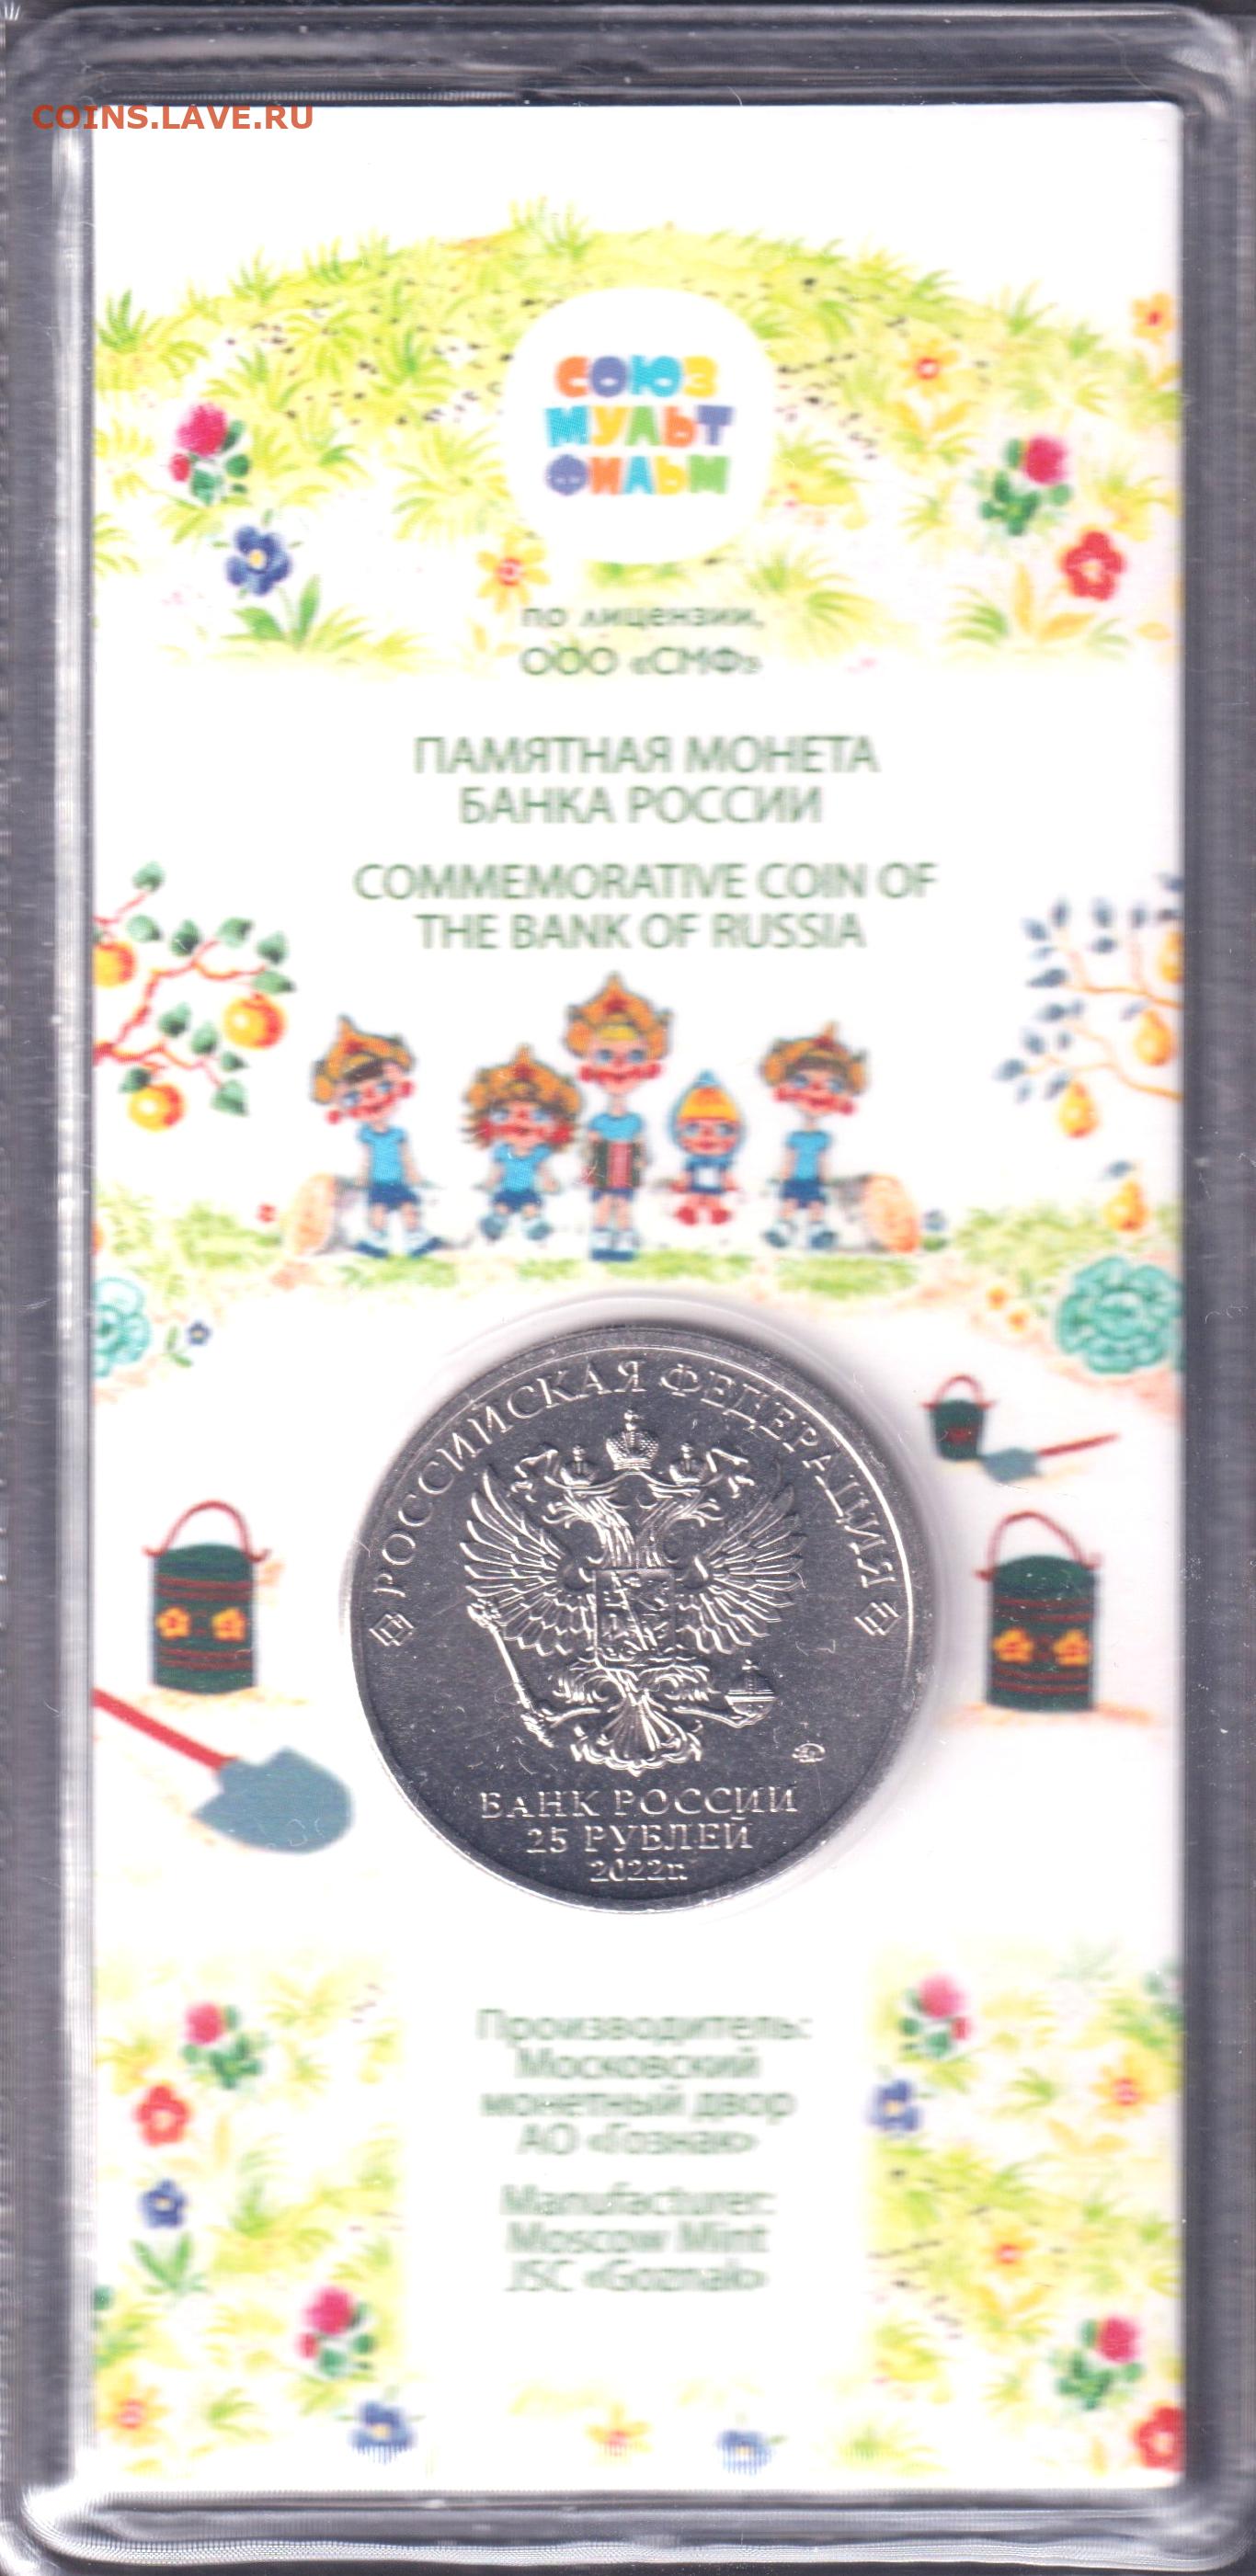 COINS.LAVE.RU
СОЮЗ
МУЛЬТ
ФИЛЬМ
по лицензии,
ООО «СМФ»
ПАМЯТНАЯ МОНЕТА
БАНКА РОССИИ
COMMEMORATIVE COIN OF
THE BANK OF RUSSIA
РОССИЙСКАЯ ФЕДЕРАЦИЯ
БАНК РОССИИ
25 РУБЛЕЙ
2022г.
Производитель:
Московский
монетный двор
АО «Гознак»
Manufacturer:
Moscow Mint
JSC «Goznak»